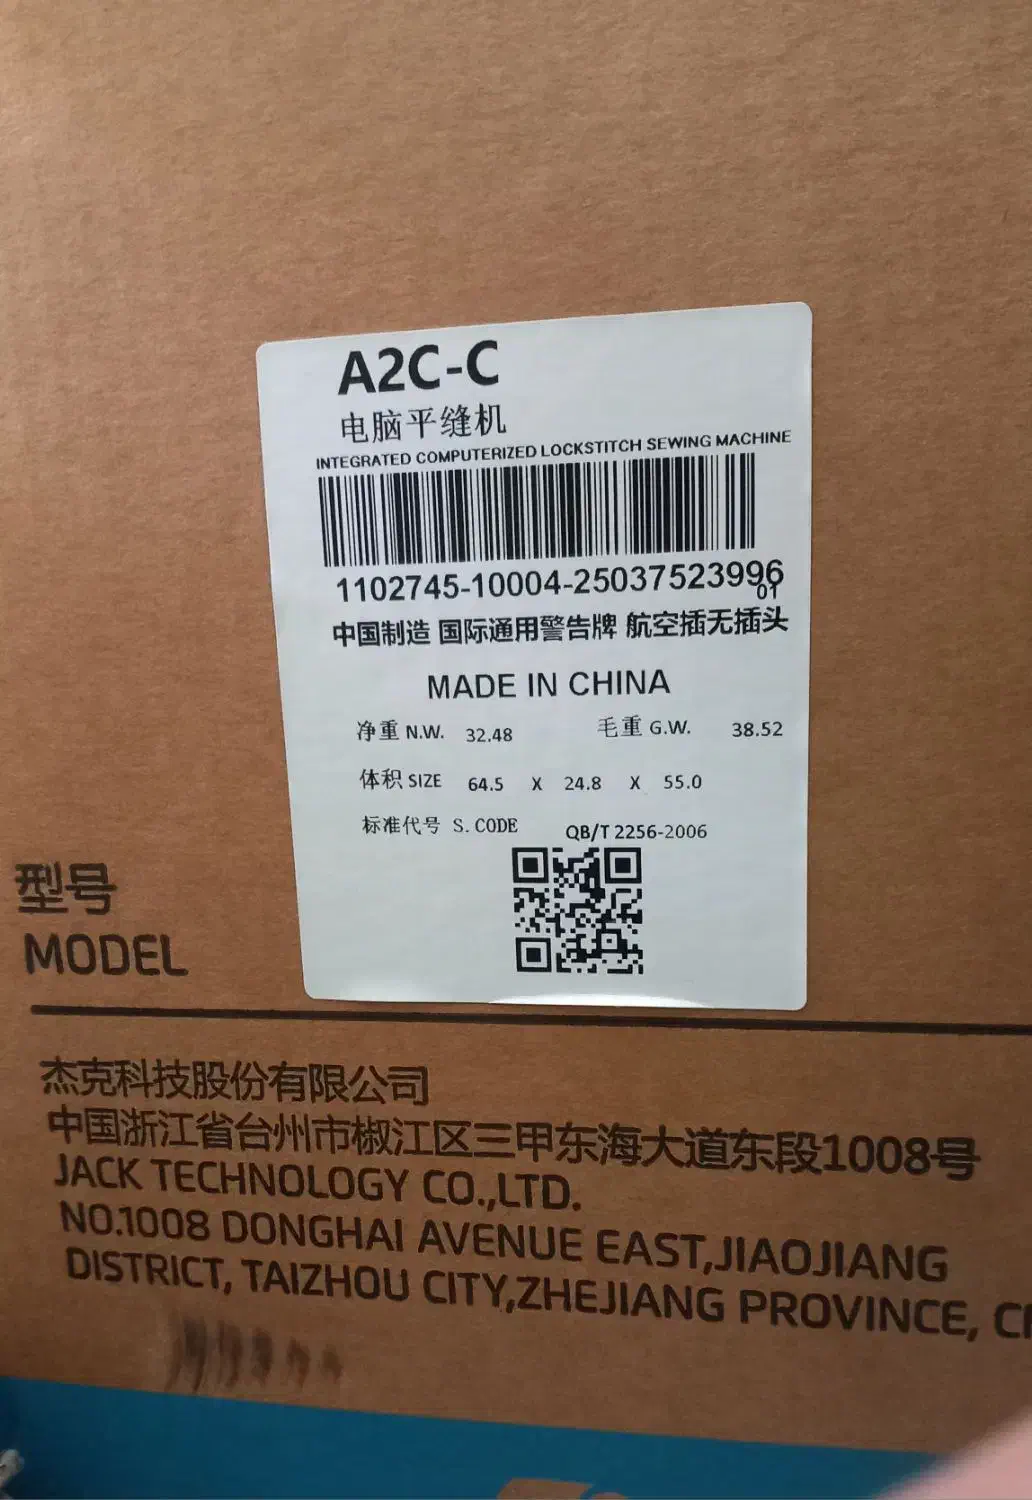 A2C-C
电脑平缝机
INTEGRATED COMPUTERIZED LOCKSTITCH SEWING MACHINE
1102745-10004-25037523996
01
中国制造 国际通用警告牌 航空插无插头
MADE IN CHINA
净重 N.W. 32.48 毛重 G.W. 38.52
体积 SIZE 64.5 X 24.8 X 55.0
标准代号 S.CODE QB/T 2256-2006
型号
MODEL
杰克科技股份有限公司
中国浙江省台州市椒江区三甲东海大道东段1008号
JACK TECHNOLOGY CO.,LTD.
NO.1008 DONGHAI AVENUE EAST,JIAOJIANG
DISTRICT, TAIZHOU CITY,ZHEJIANG PROVINCE,